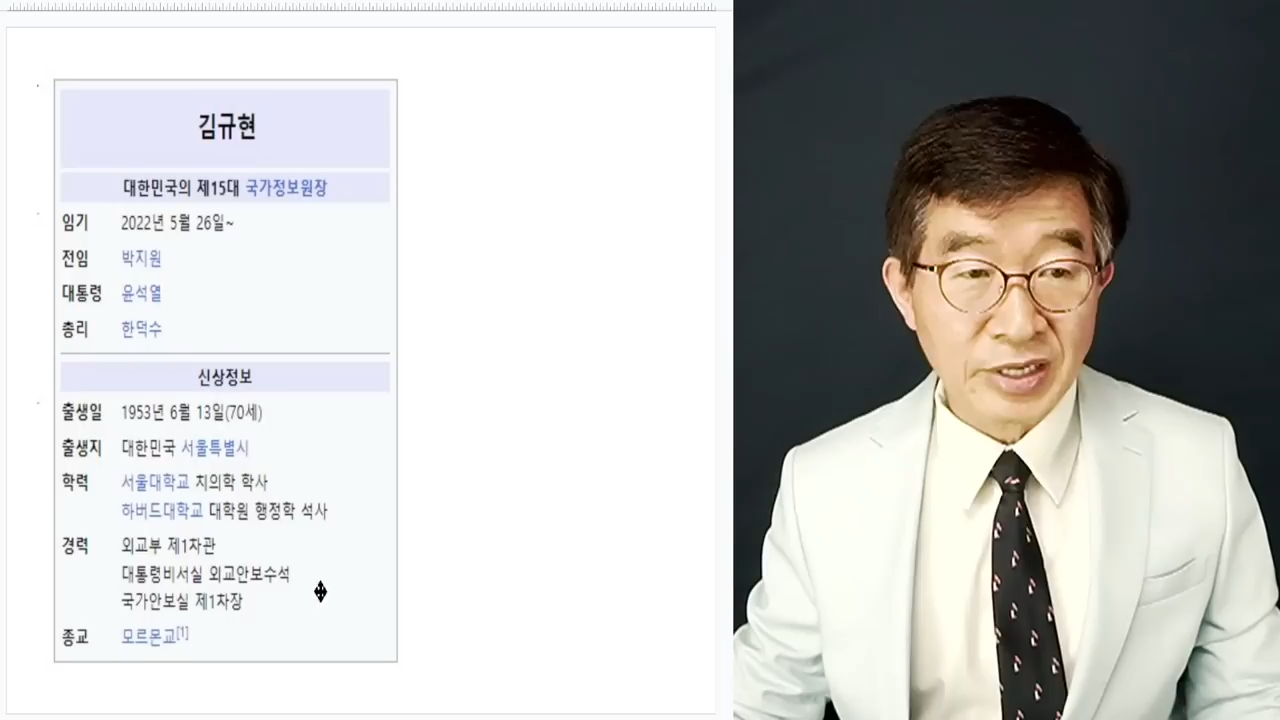 김규현
대한민국의 제15대 국가정보원장
임기 2022년 5월 26일~
전임 박지원
대통령 윤석열
총리 한덕수
신상정보
출생일 1953년 6월 13일(70세)
출생지 대한민국 서울특별시
학력 서울대학교 치의학 학사
하버드대학교 대학원 행정학 석사
경력 외교부 제1차관
대통령비서실 외교안보수석
국가안보실 제1차장
종교 모르몬교[1]